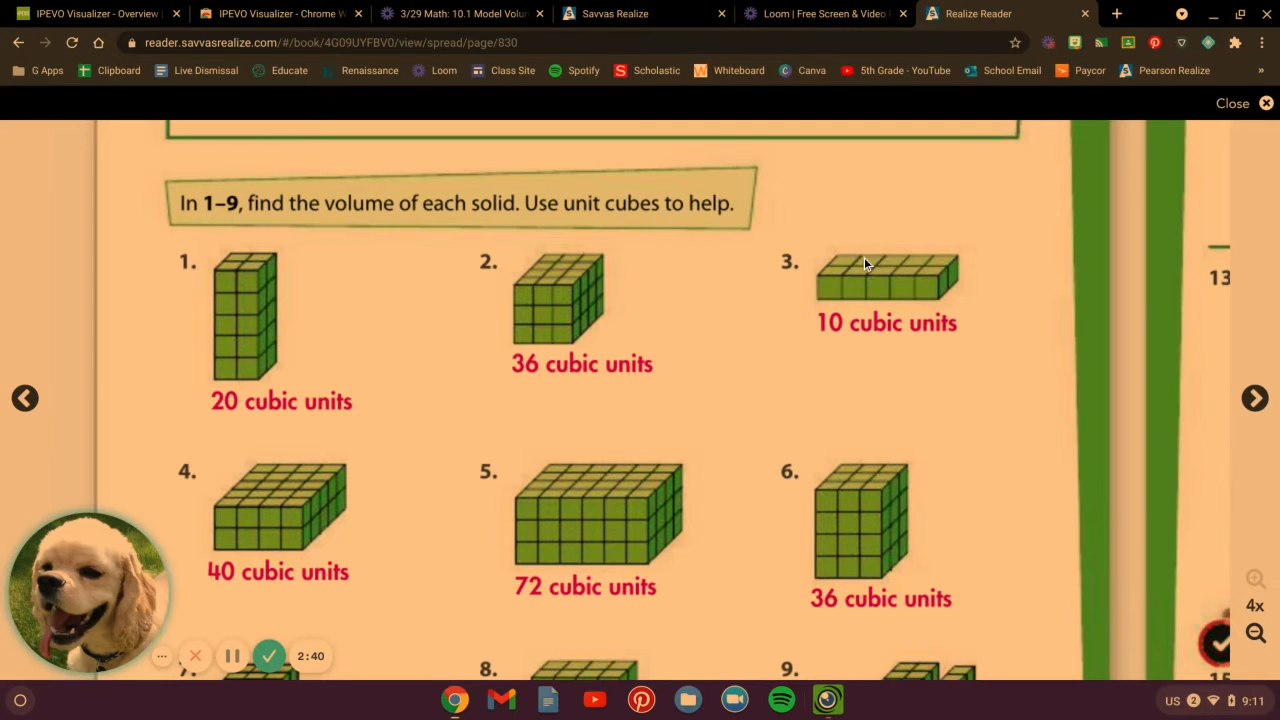 IPEVO Visualizer - Overview
IPEVO Visualizer - Chrome W
3/29 Math: 10.1 Model Volu
Savvas Realize
Loom | Free Screen & Video
Realize Reader
reader.savvasrealize.com/#/book/4G09UYFBV0/view/spread/page/830
G Apps
Clipboard
Live Dismissal
Educate
Renaissance
Loom
Class Site
Spotify
Scholastic
Whiteboard
Canva
5th Grade - YouTube
School Email
Paycor
Pearson Realize
»
Close
In 1–9, find the volume of each solid. Use unit cubes to help.
1.
2.
3.
20 cubic units
36 cubic units
10 cubic units
13
4.
5.
6.
40 cubic units
72 cubic units
36 cubic units
4x
2:40
7.
8.
9.
15
US 2 9:11